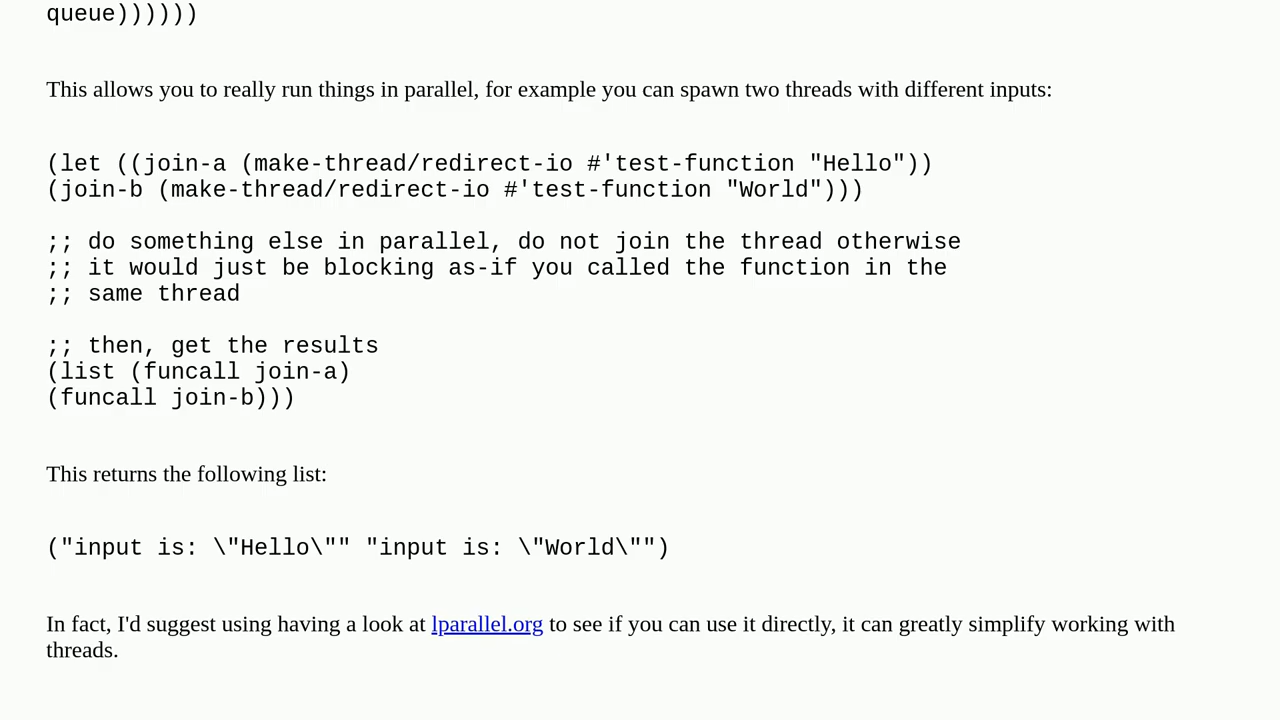 queue))))))
This allows you to really run things in parallel, for example you can spawn two threads with different inputs:
(let ((join-a (make-thread/redirect-io #'test-function "Hello"))
(join-b (make-thread/redirect-io #'test-function "World")))
;; do something else in parallel, do not join the thread otherwise
;; it would just be blocking as-if you called the function in the
;; same thread
;; then, get the results
(list (funcall join-a)
(funcall join-b)))
This returns the following list:
("input is: \"Hello\"" "input is: \"World\"")
In fact, I'd suggest using having a look at lparallel.org to see if you can use it directly, it can greatly simplify working with
threads.